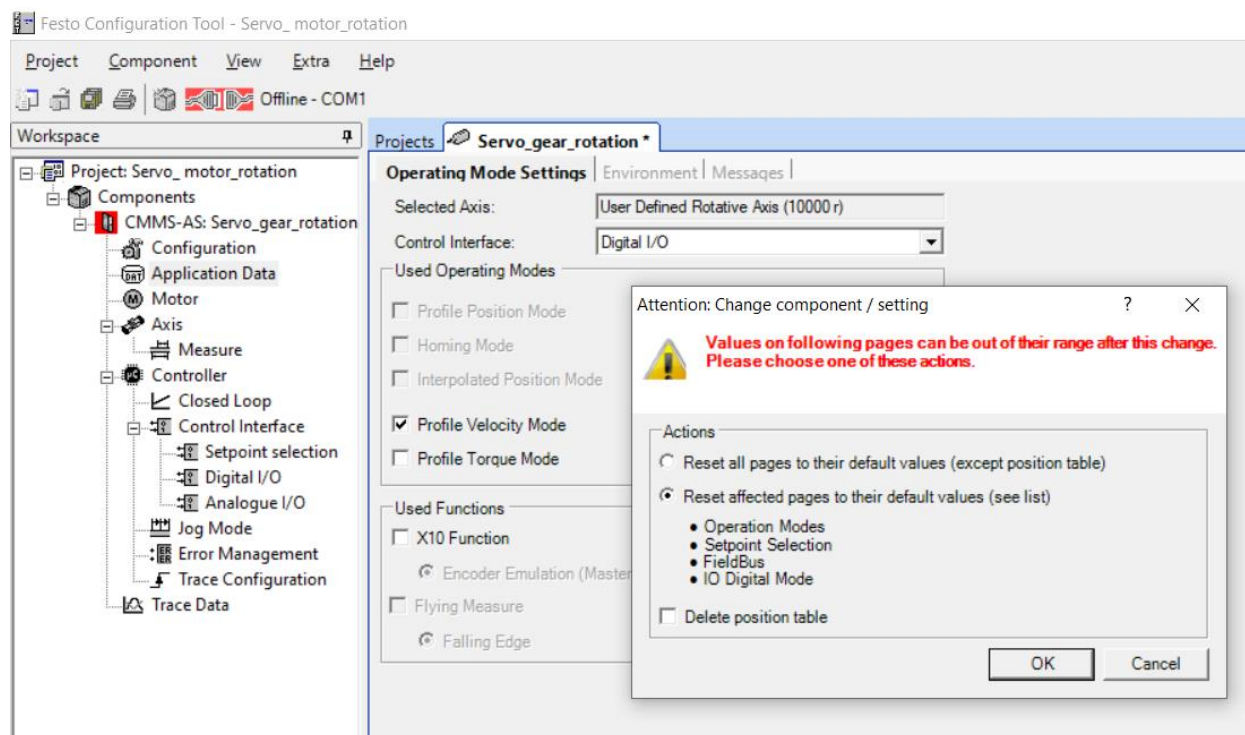 Festo Configuration Tool - Servo_ motor_rotation
Project Component View Extra Help
Offline - COM1
Workspace
Project: Servo_ motor_rotation
Components
CMMS-AS: Servo_gear_rotation
Configuration
Application Data
Motor
Axis
Measure
Controller
Closed Loop
Control Interface
Setpoint selection
Digital I/O
Analogue I/O
Jog Mode
Error Management
Trace Configuration
Trace Data
Projects Servo_gear_rotation *
Operating Mode Settings Environment Messages
Selected Axis: User Defined Rotative Axis (10000 r)
Control Interface: Digital I/O
Used Operating Modes
Profile Position Mode
Homing Mode
Interpolated Position Mode
Profile Velocity Mode
Profile Torque Mode
Used Functions
X10 Function
Encoder Emulation (Master
Flying Measure
Falling Edge
Attention: Change component / setting
Values on following pages can be out of their range after this change.
Please choose one of these actions.
Actions
Reset all pages to their default values (except position table)
Reset affected pages to their default values (see list)
• Operation Modes
• Setpoint Selection
• FieldBus
• IO Digital Mode
Delete position table
OK Cancel